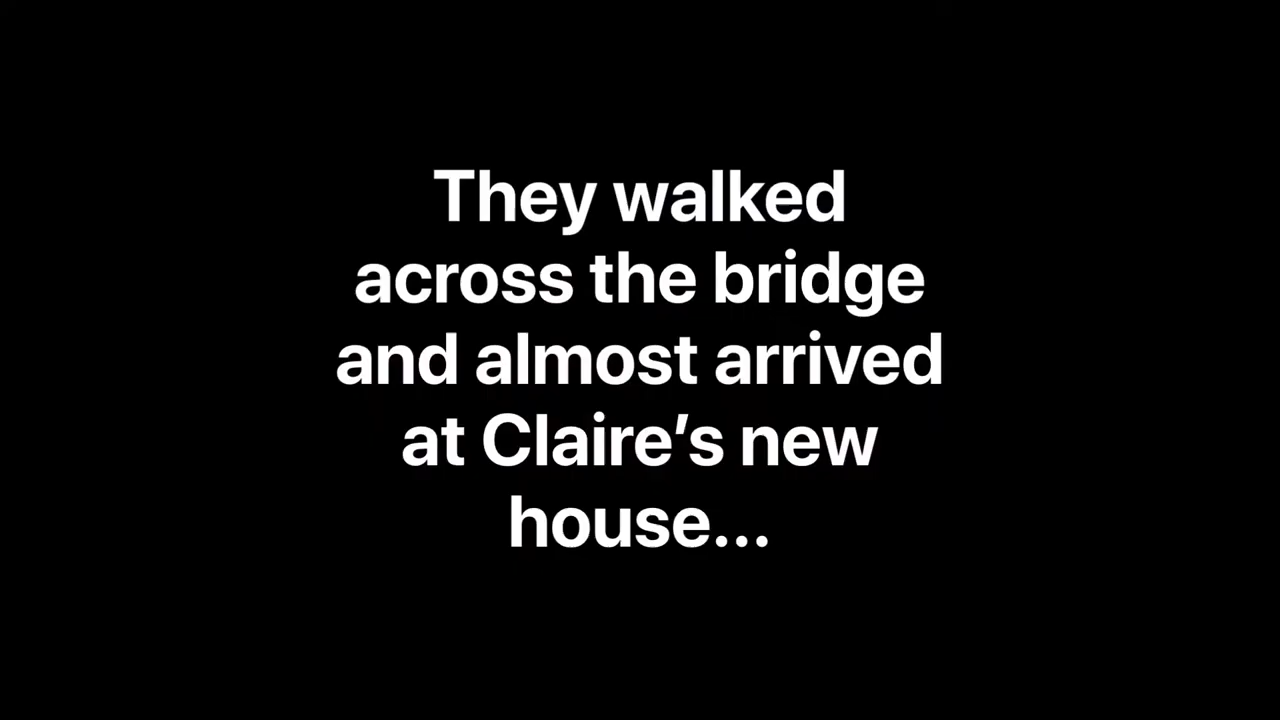 They walked
across the bridge
and almost arrived
at Claire’s new
house...